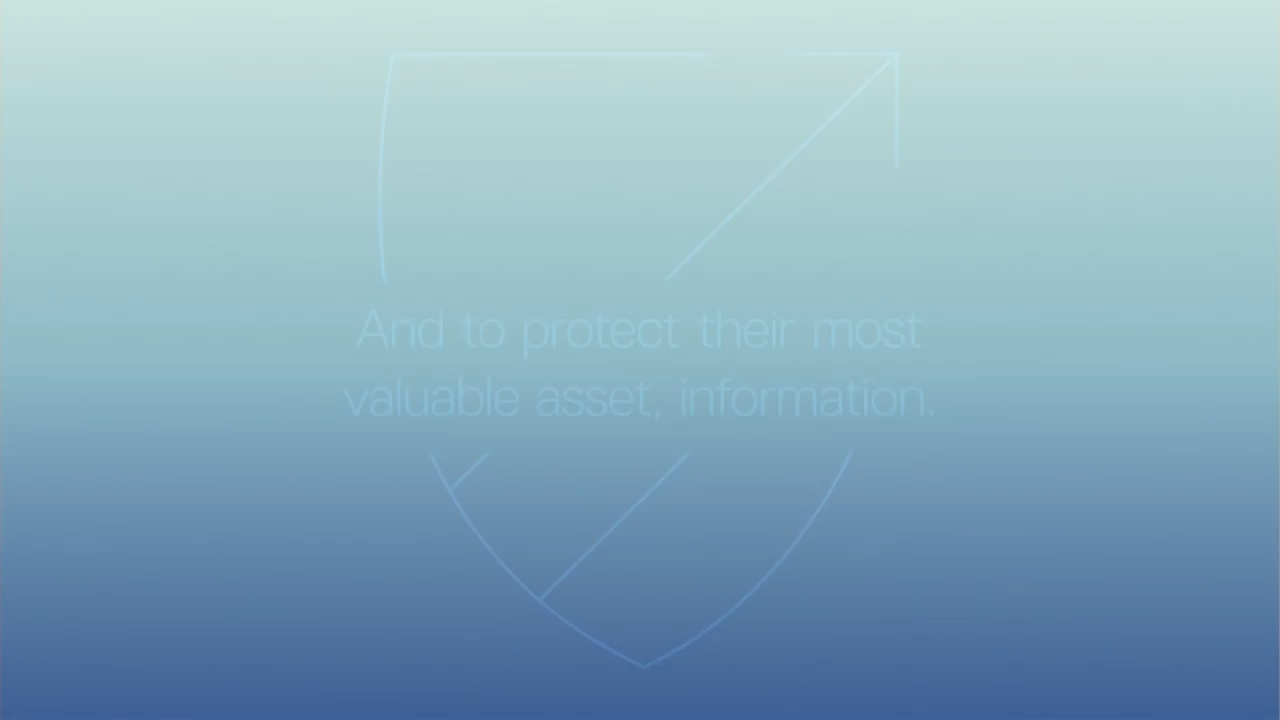 And to protect their most
valuable asset, information.